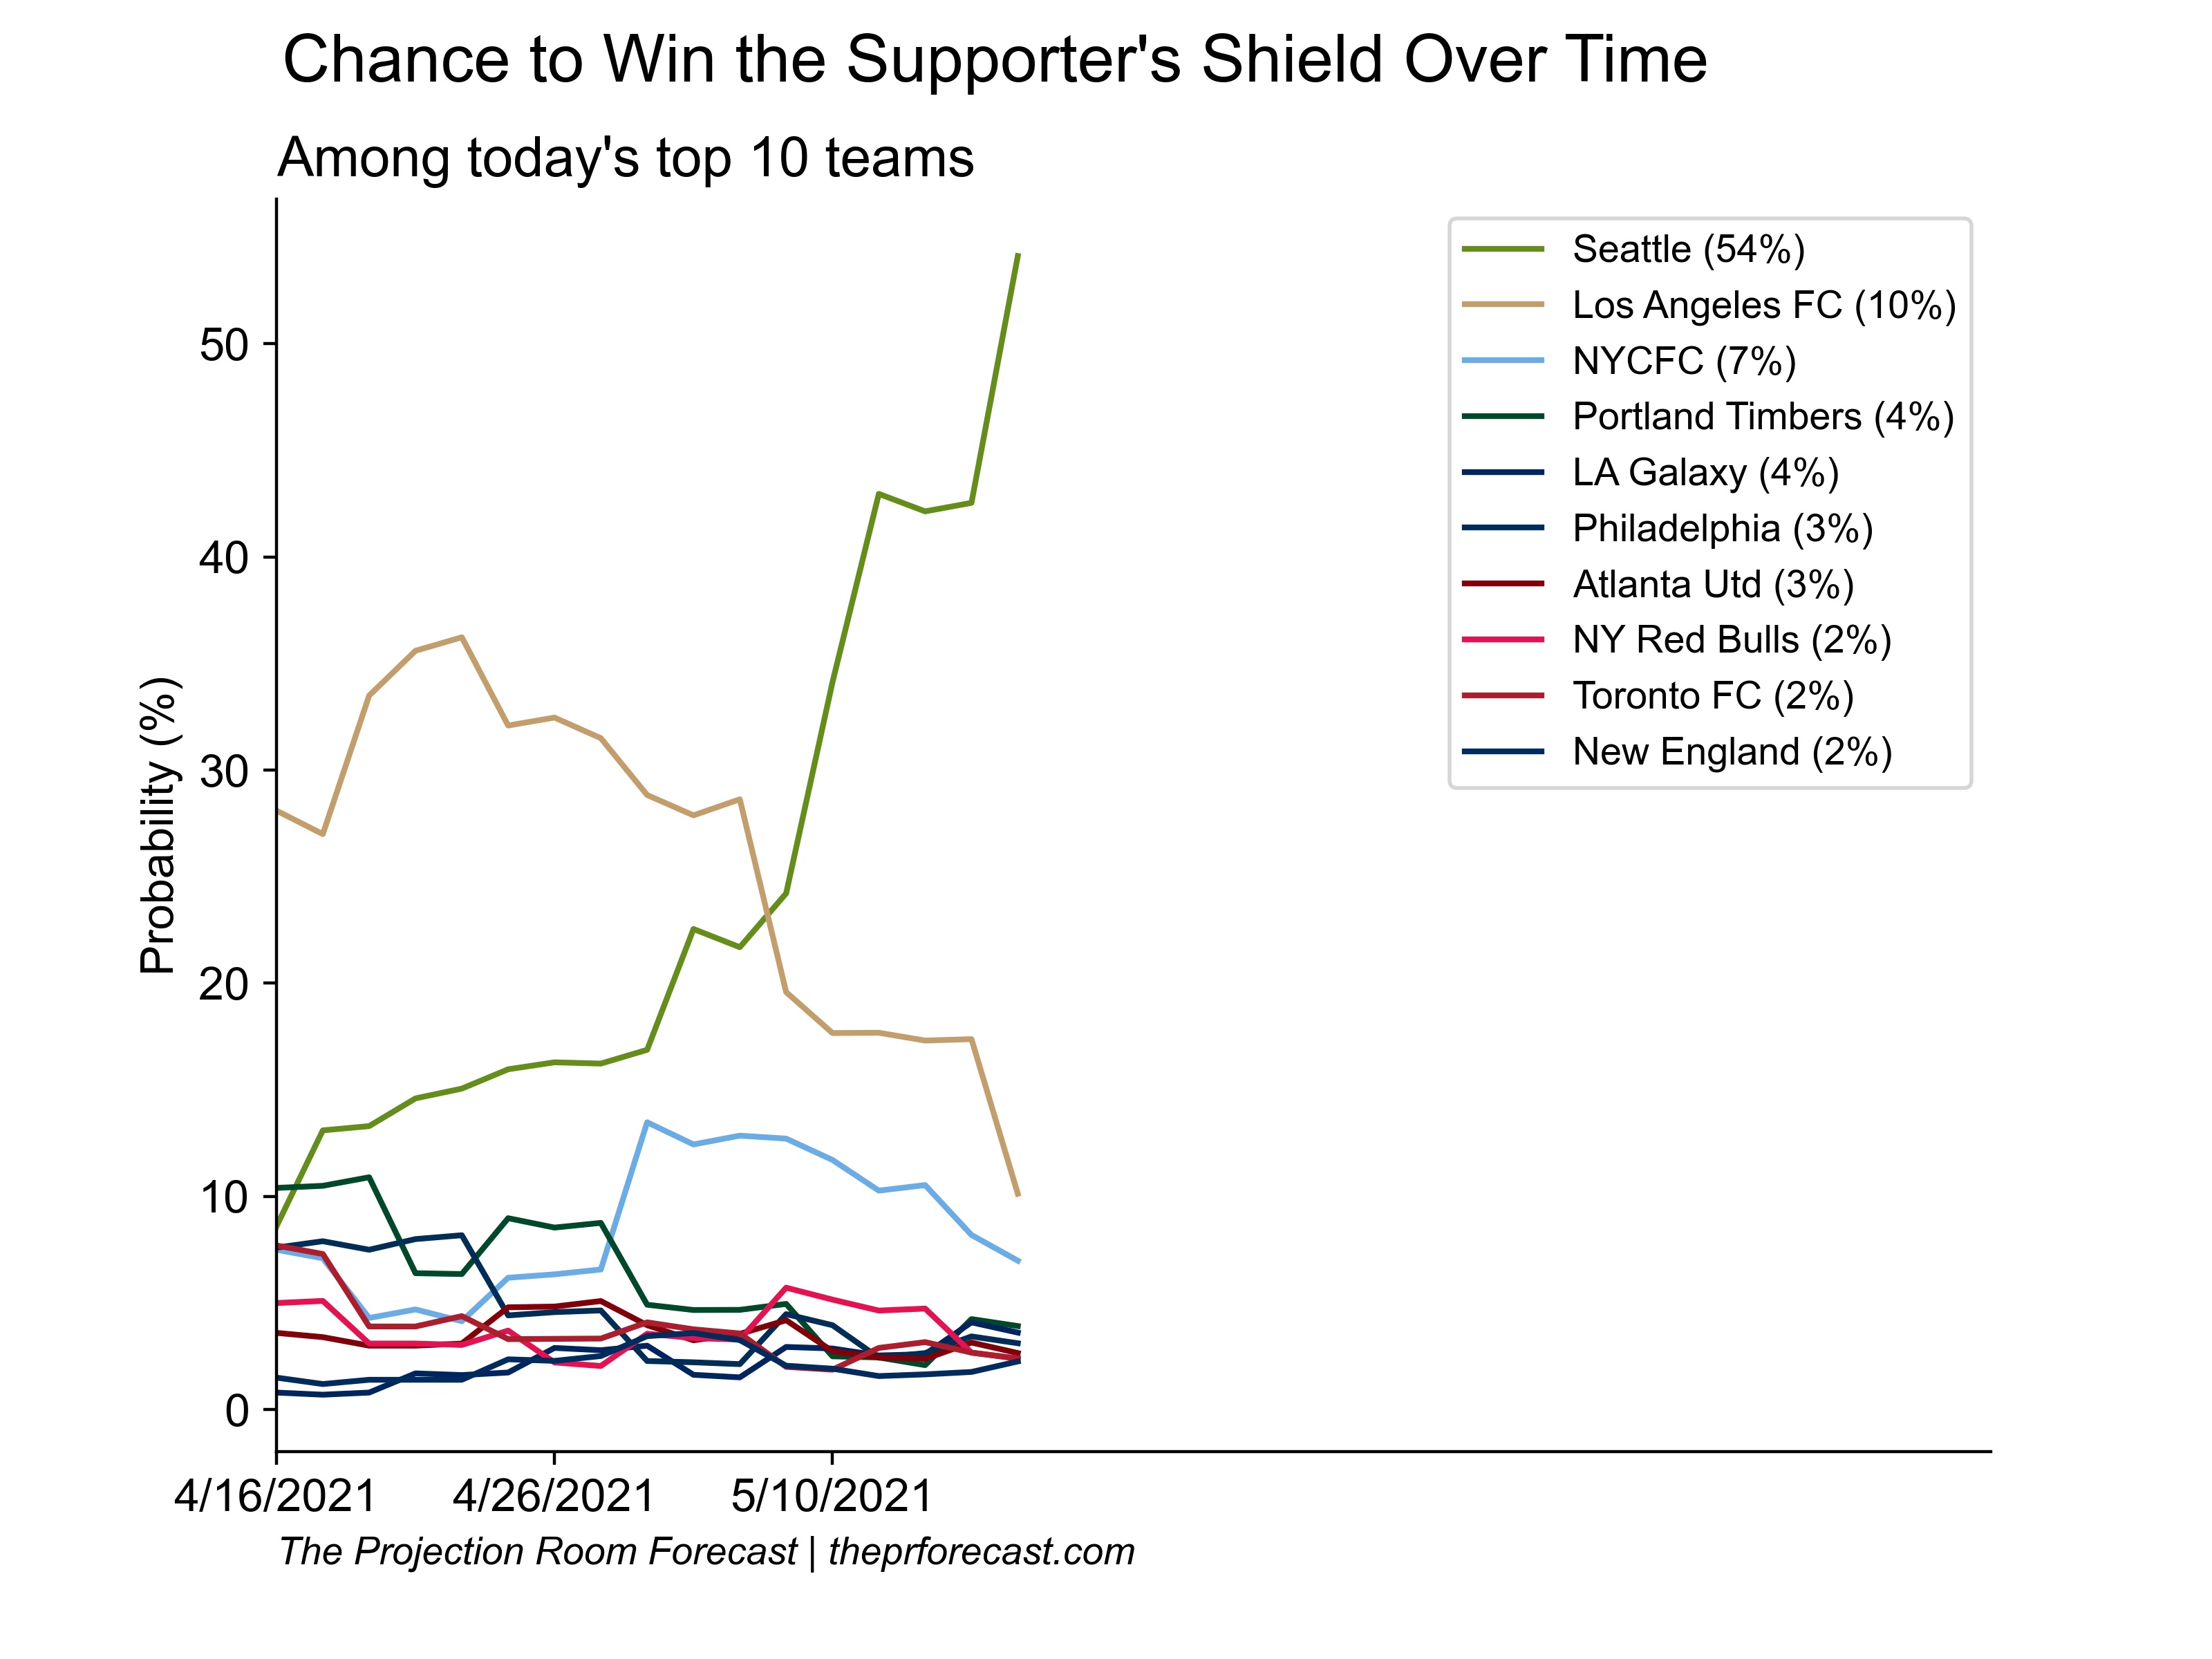 Chance to Win the Supporter's Shield Over Time
Among today's top 10 teams
Seattle (54%)
Los Angeles FC (10%)
NYCFC (7%)
Portland Timbers (4%)
LA Galaxy (4%)
Philadelphia (3%)
Atlanta Utd (3%)
NY Red Bulls (2%)
Toronto FC (2%)
New England (2%)
Probability (%)
50
40
30
20
10
0
4/16/2021 4/26/2021 5/10/2021
The Projection Room Forecast | theprforecast.com